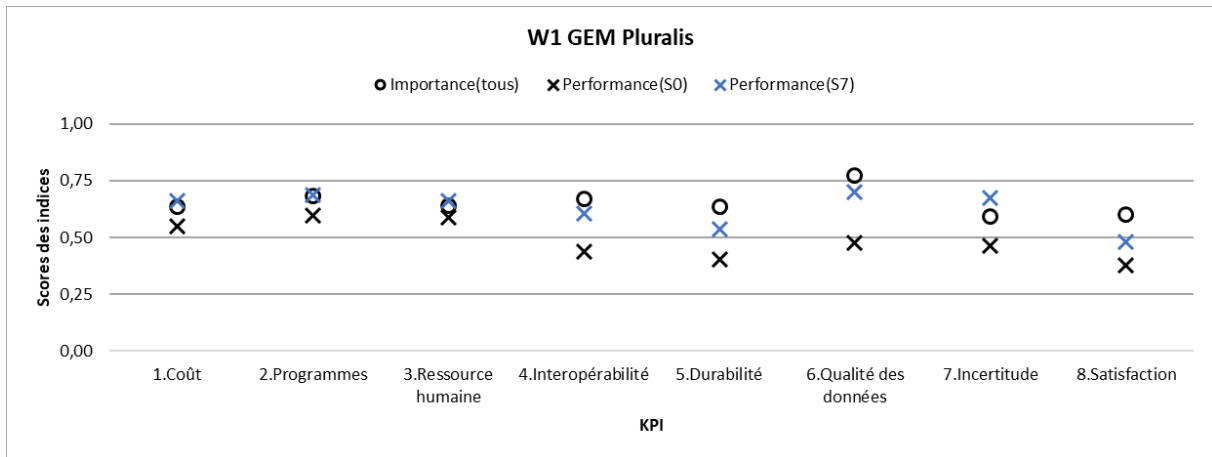 W1 GEM Pluralis
Importance(tous) Performance(S0) Performance(S7)
Scores des indices
1,00
0,75
0,50
0,25
0,00
1.Coût 2.Programmes 3.Ressource 4.Interopérabilité 5.Durabilité 6.Qualité des 7.Incertitude 8.Satisfaction
humaine données
KPI